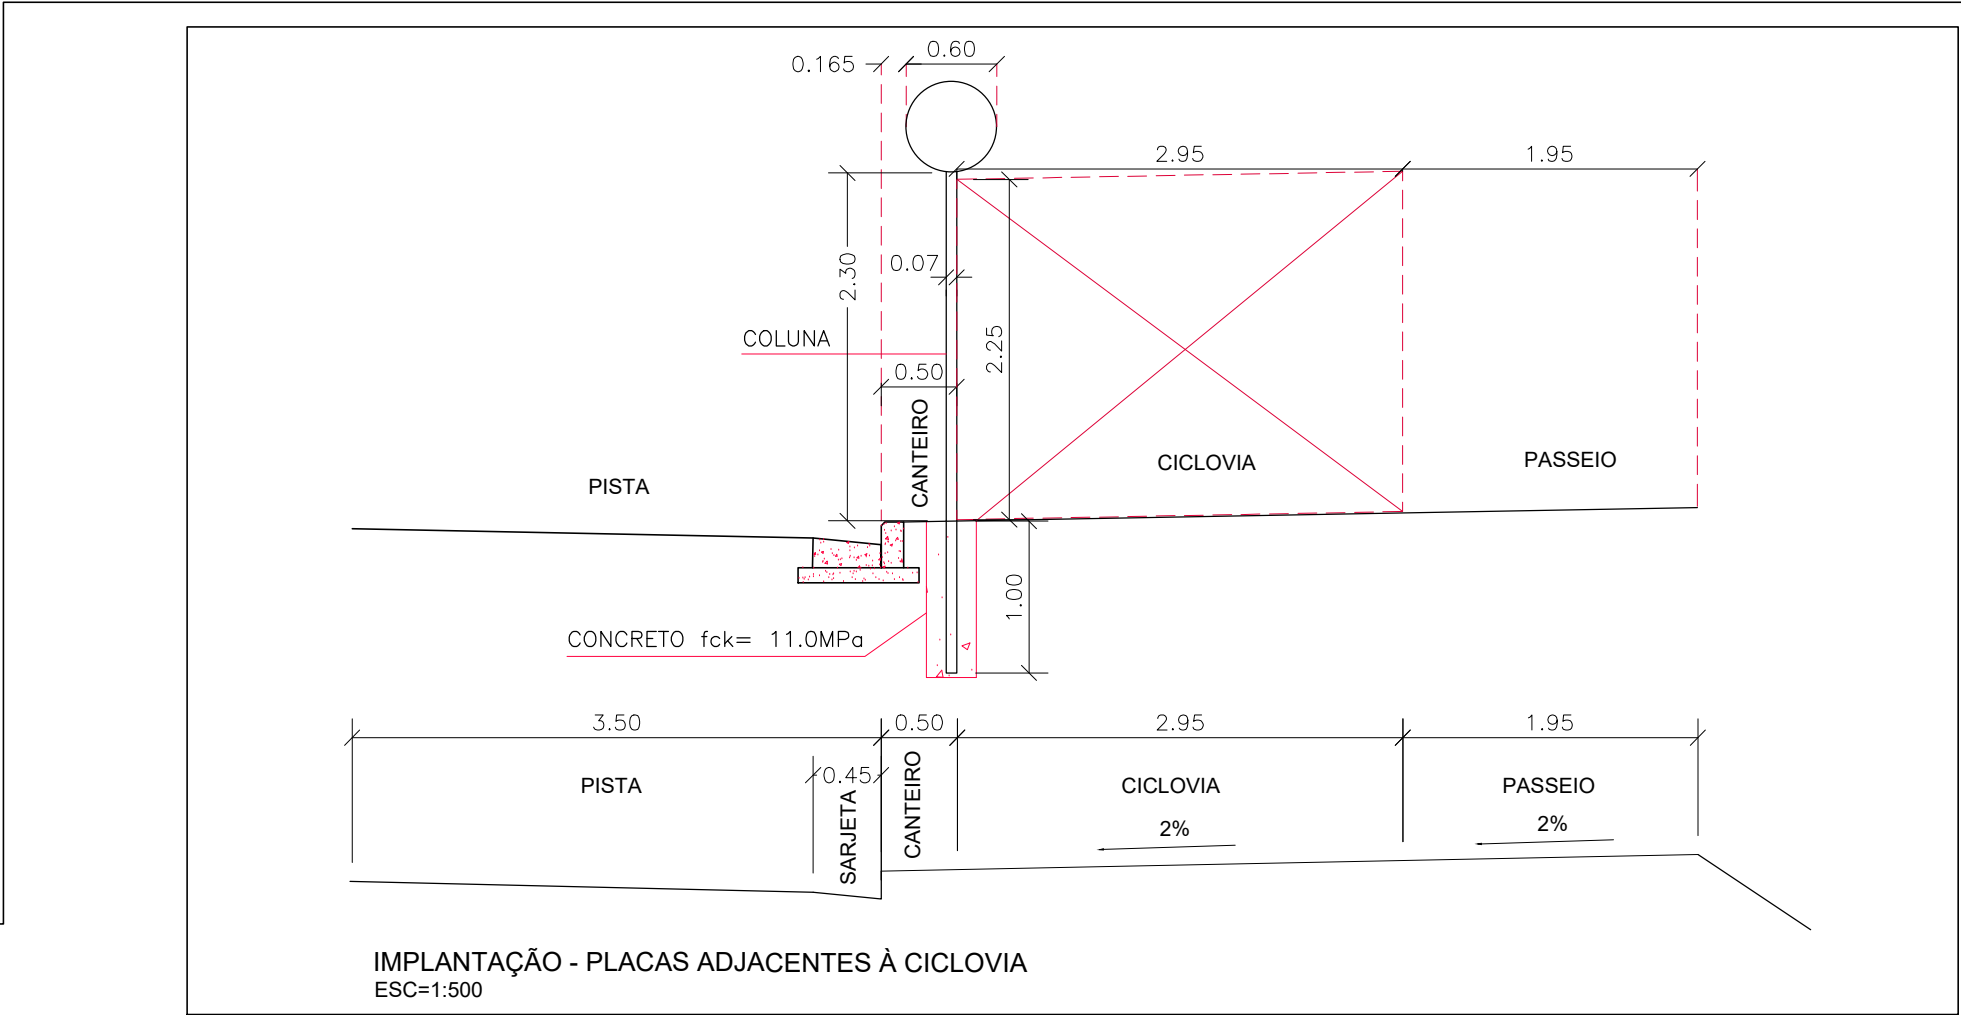 0.60
0.165
2.95
1.95
2.30
0.07
2.25
COLUNA
0.50
CANTEIRO
PISTA
CICLOVIA
PASSEIO
1.00
CONCRETO fck= 11.0MPa
3.50
0.50
2.95
1.95
0.45
PISTA
SARJETA
CANTEIRO
CICLOVIA
PASSEIO
2%
2%
IMPLANTAÇÃO - PLACAS ADJACENTES À CICLOVIA
ESC=1:500